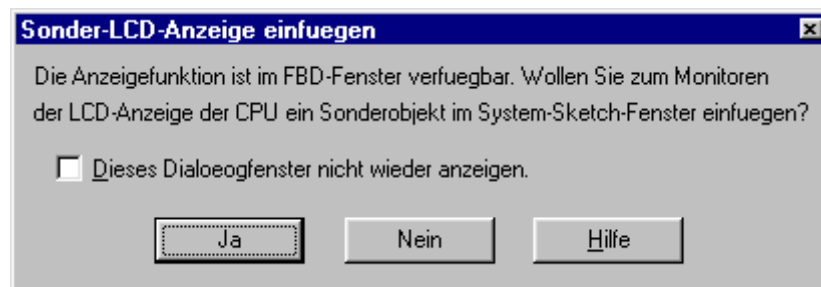 Sonder-LCD-Anzeige einfuegen
Die Anzeigefunktion ist im FBD-Fenster verfuegbar. Wollen Sie zum Monitoren
der LCD-Anzeige der CPU ein Sonderobjekt im System-Sketch-Fenster einfuegen?
Dieses Dialoeogfenster nicht wieder anzeigen.
Ja Nein Hilfe